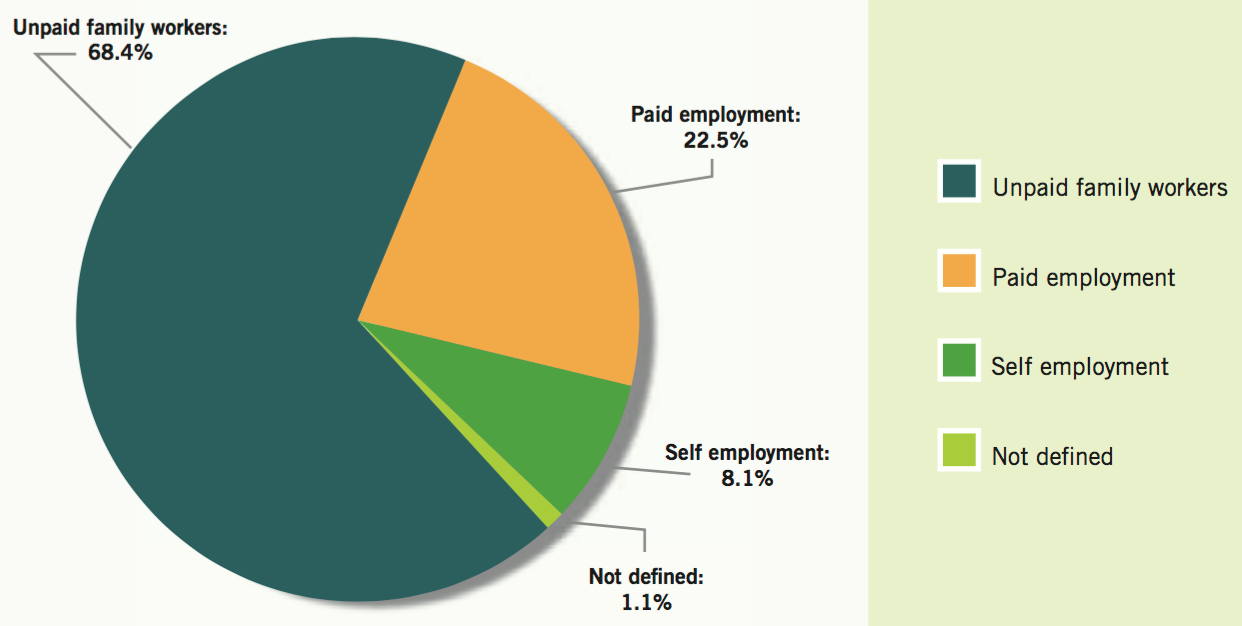 Unpaid family workers:
68.4%
Paid employment:
22.5%
Self employment:
8.1%
Not defined:
1.1%
Unpaid family workers
Paid employment
Self employment
Not defined